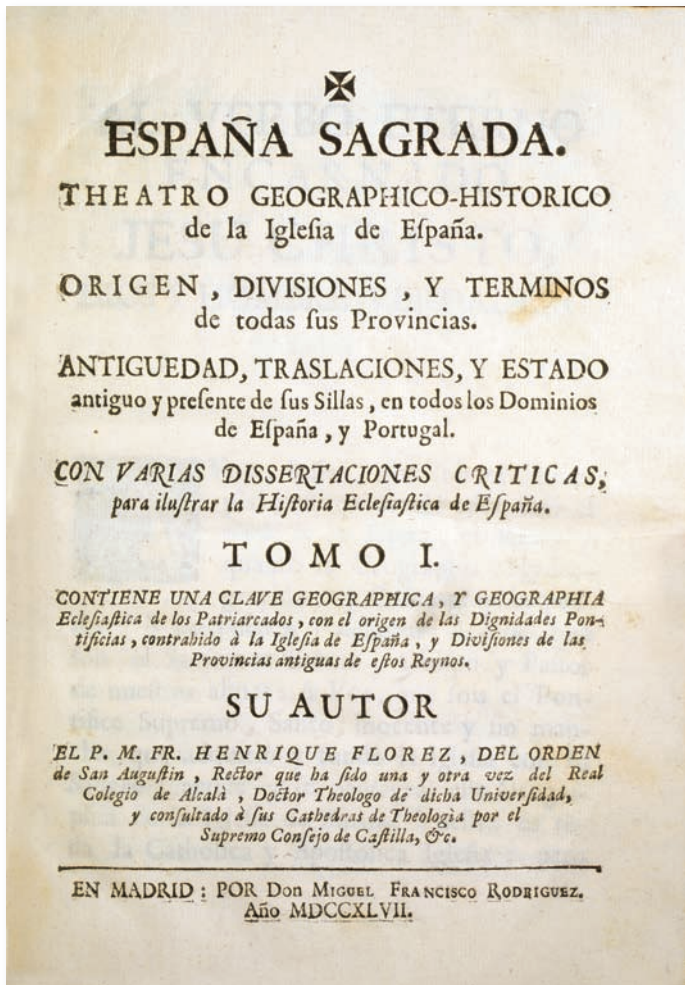 ✠
ESPAÑA SAGRADA.
THEATRO GEOGRAPHICO-HISTORICO
de la Igleſia de Eſpaña.
ORIGEN, DIVISIONES, Y TERMINOS
de todas ſus Provincias.
ANTIGUEDAD, TRASLACIONES, Y ESTADO
antiguo y preſente de ſus Sillas, en todos los Dominios
de Eſpaña, y Portugal.
CON VARIAS DISSERTACIONES CRITICAS,
para iluſtrar la Hiſtoria Ecleſiaſtica de Eſpaña.
TOMO I.
CONTIENE UNA CLAVE GEOGRAPHICA, Y GEOGRAPHIA
Ecleſiaſtica de los Patriarcados, con el origen de las Dignidades Pon-
tificias, contrahido à la Igleſia de Eſpaña, y Diviſiones de las
Provincias antiguas de eſtos Reynos.
SU AUTOR
EL P. M. FR. HENRIQUE FLOREZ, DEL ORDEN
de San Auguſtin, Rector que ha ſido una y otra vez del Real
Colegio de Alcalà, Doctor Theologo de dicha Univerſidad,
y conſultado à ſus Cathedras de Theologia por el
Supremo Conſejo de Caſtilla, &c.
EN MADRID: POR Don Miguel Francisco Rodriguez.
Año MDCCXLVII.